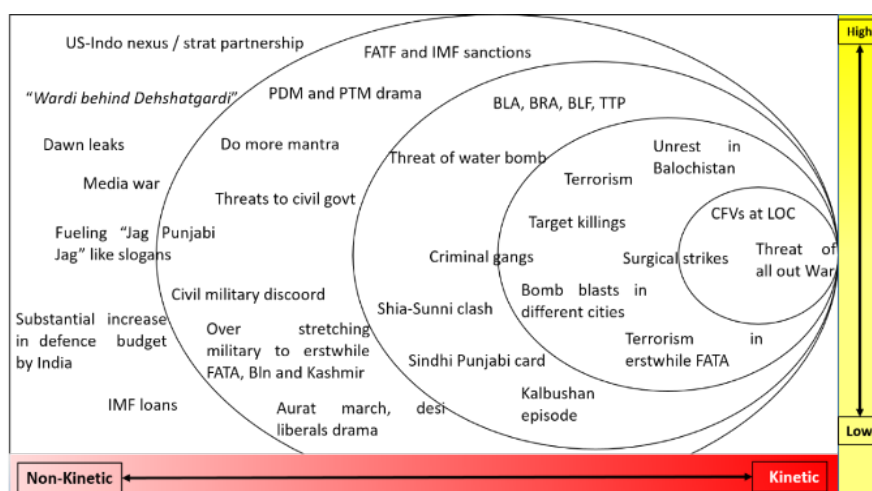 US-Indo nexus / strat partnership
FATF and IMF sanctions
High
“Wardi behind Dehshatgardi”
PDM and PTM drama
BLA, BRA, BLF, TTP
Dawn leaks
Do more mantra
Threat of water bomb
Unrest in
Balochistan
Media war
Threats to civil govt
Terrorism
Target killings
CFVs at LOC
Fueling “Jag Punjabi
Jag” like slogans
Criminal gangs
Surgical strikes
Threat of
all out War
Civil military discoord
Shia-Sunni clash
Bomb blasts in
different cities
Substantial increase
in defence budget
by India
Over stretching
military to erstwhile
FATA, Bln and Kashmir
Sindhi Punjabi card
Terrorism in
erstwhile FATA
IMF loans
Aurat march, desi
liberals drama
Kalbushan
episode
Low
Non-Kinetic
Kinetic